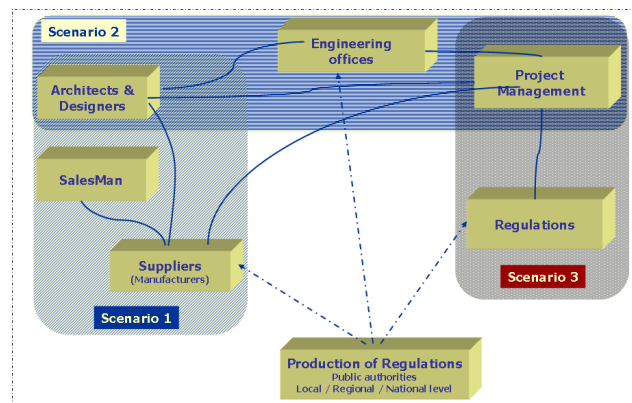 Scenario 2
Engineering
offices
Architects &
Designers
Project
Management
SalesMan
Regulations
Suppliers
(Manufacturers)
Scenario 3
Scenario 1
Production of Regulations
Public authorities
Local / Regional / National level